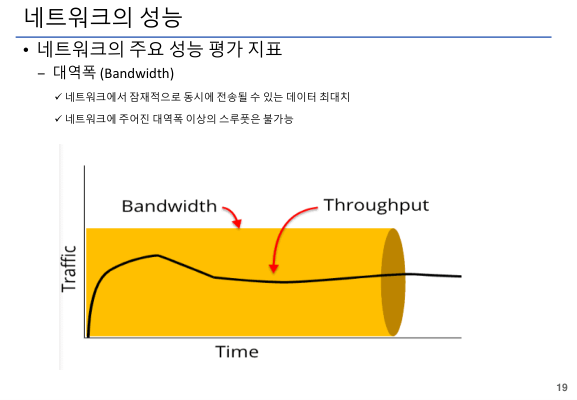 네트워크의 성능
• 네트워크의 주요 성능 평가 지표
– 대역폭 (Bandwidth)
✓ 네트워크에서 잠재적으로 동시에 전송될 수 있는 데이터 최대치
✓ 네트워크에 주어진 대역폭 이상의 스루풋은 불가능
Bandwidth
Throughput
Traffic
Time
19